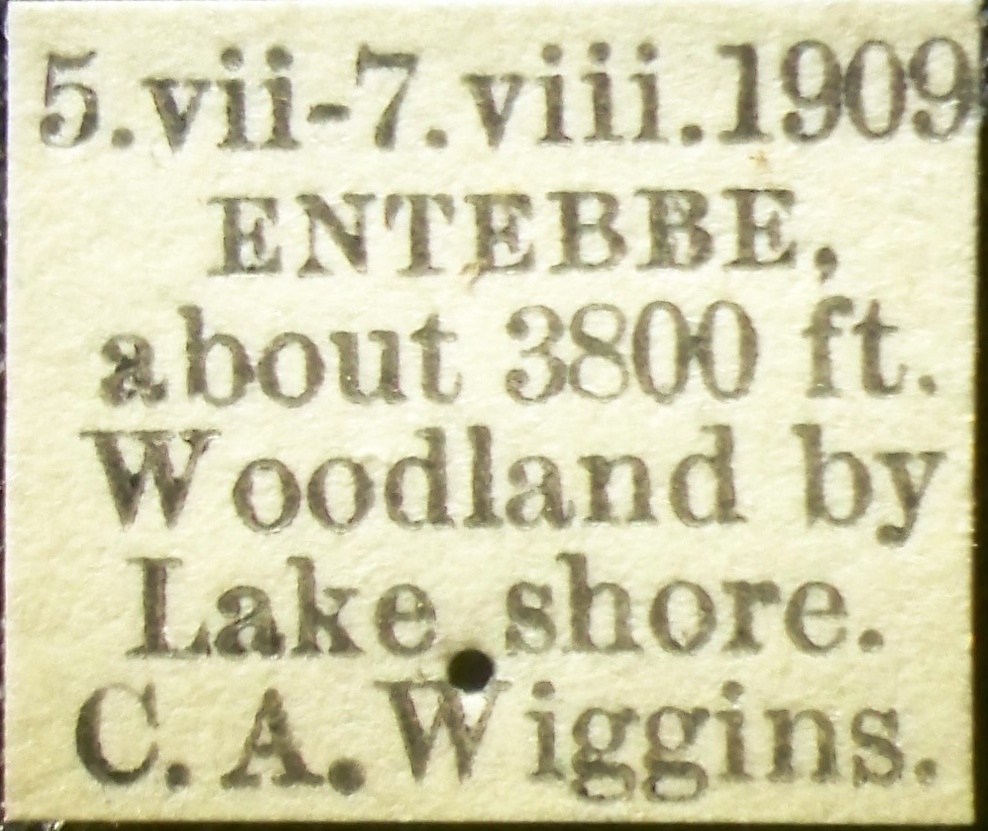 5.vii-7.viii.1909
ENTEBBE,
about 3800 ft.
Woodland by
Lake shore.
C. A. Wiggins.